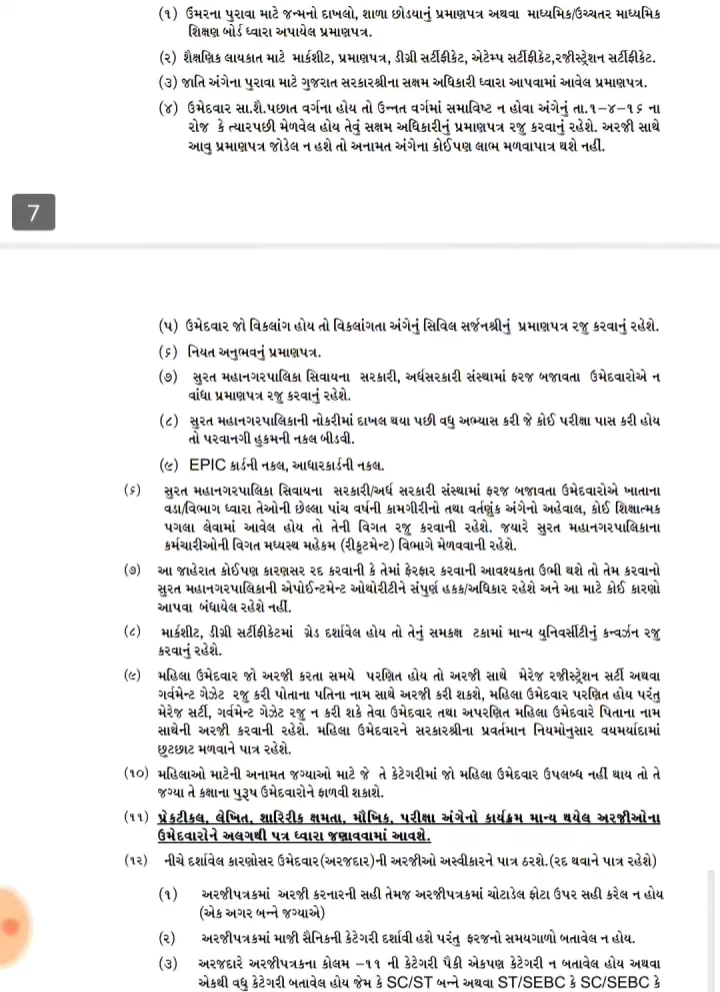 (૧) ઉમરના પુરાવા માટે જન્મનો દાખલો, શાળા છોડયાનું પ્રમાણપત્ર અથવા માધ્યમિક/ઉચ્ચતર માધ્યમિક
શિક્ષણ બોર્ડ ધ્વારા અપાયેલ પ્રમાણપત્ર.
(૨) શૈક્ષણિક લાયકાત માટે માર્કશીટ, પ્રમાણપત્ર, ડીગ્રી સર્ટીફીકેટ, એટેમ્પ સર્ટીફીકેટ,રજીસ્ટ્રેશન સર્ટીફીકેટ.
(૩) જાતિ અંગેના પુરાવા માટે ગુજરાત સરકારશ્રીના સક્ષમ અધિકારી ધ્વારા આપવામાં આવેલ પ્રમાણપત્ર.
(૪) ઉમેદવાર સા.શૈ.પછાત વર્ગના હોય તો ઉન્નત વર્ગમાં સમાવિષ્ટ ન હોવા અંગેનું તા.૧-૪-૧૬ ના
રોજ કે ત્યારપછી મેળવેલ હોય તેવું સક્ષમ અધિકારીનું પ્રમાણપત્ર રજુ કરવાનું રહેશે. અરજી સાથે
આવુ પ્રમાણપત્ર જોડેલ ન હશે તો અનામત અંગેના કોઈપણ લાભ મળવાપાત્ર થશે નહીં.
7
(૫) ઉમેદવાર જો વિકલાંગ હોય તો વિકલાંગતા અંગેનું સિવિલ સર્જનશ્રીનું પ્રમાણપત્ર રજુ કરવાનું રહેશે.
(૬) નિયત અનુભવનું પ્રમાણપત્ર.
(૭) સુરત મહાનગરપાલિકા સિવાયના સરકારી, અર્ધસરકારી સંસ્થામાં ફરજ બજાવતા ઉમેદવારોએ ન
વાંધા પ્રમાણપત્ર રજુ કરવાનું રહેશે.
(૮) સુરત મહાનગરપાલિકાની નોકરીમાં દાખલ થયા પછી વધુ અભ્યાસ કરી જે કોઈ પરીક્ષા પાસ કરી હોય
તો પરવાનગી હુકમની નકલ બીડવી.
(૯) EPIC કાર્ડની નકલ, આધારકાર્ડની નકલ.
(૬) સુરત મહાનગરપાલિકા સિવાયના સરકારી/અર્ધ સરકારી સંસ્થામાં ફરજ બજાવતા ઉમેદવારોએ ખાતાના
વડા/વિભાગ ધ્વારા તેઓની છેલ્લા પાંચ વર્ષની કામગીરીનો તથા વર્તણુંક અંગેનો અહેવાલ, કોઈ શિક્ષાત્મક
પગલા લેવામાં આવેલ હોય તો તેની વિગત રજુ કરવાની રહેશે. જયારે સુરત મહાનગરપાલિકાના
કર્મચારીઓની વિગત મધ્યસ્થ મહેકમ (રીકૂટમેન્ટ) વિભાગે મેળવવાની રહેશે.
(૭) આ જાહેરાત કોઈપણ કારણસર રદ કરવાની કે તેમાં ફેરફાર કરવાની આવશ્યકતા ઉભી થશે તો તેમ કરવાનો
સુરત મહાનગરપાલિકાની એપોઈન્ટમેન્ટ ઓથોરીટીને સંપુર્ણ હકક/અધિકાર રહેશે અને આ માટે કોઈ કારણો
આપવા બંધાયેલ રહેશે નહીં.
(૮) માર્કશીટ, ડીગ્રી સર્ટીફીકેટમાં ગ્રેડ દર્શાવેલ હોય તો તેનું સમકક્ષ ટકામાં માન્ય યુનિવર્સીટીનું કન્વર્ઝન રજુ
કરવાનું રહેશે.
(૯) મહિલા ઉમેદવાર જો અરજી કરતા સમયે પરણિત હોય તો અરજી સાથે મેરેજ રજીસ્ટ્રેશન સર્ટી અથવા
ગર્વમેન્ટ ગેઝેટ રજુ કરી પોતાના પતિના નામ સાથે અરજી કરી શકશે, મહિલા ઉમેદવાર પરણિત હોય પરંતુ
મેરેજ સર્ટી, ગર્વમેન્ટ ગેઝેટ રજુ ન કરી શકે તેવા ઉમેદવાર તથા અપરણિત મહિલા ઉમેદવારે પિતાના નામ
સાથેની અરજી કરવાની રહેશે. મહિલા ઉમેદવારને સરકારશ્રીના પ્રવર્તમાન નિયમોનુસાર વયમર્યાદામાં
છુટછાટ મળવાને પાત્ર રહેશે.
(૧૦) મહિલાઓ માટેની અનામત જગ્યાઓ માટે જે તે કેટેગરીમાં જો મહિલા ઉમેદવાર ઉપલબ્ધ નહીં થાય તો તે
જગ્યા તે કક્ષાના પુરૂષ ઉમેદવારોને ફાળવી શકાશે.
(૧૧) પ્રેકટીકલ, લેખિત, શારિરીક ક્ષમતા, મૌખિક, પરીક્ષા અંગેનો કાર્યક્રમ માન્ય થયેલ અરજીઓના
ઉમેદવારોને અલગથી પત્ર ધ્વારા જણાવવામાં આવશે.
(૧૨) નીચે દર્શાવેલ કારણોસર ઉમેદવાર(અરજદાર)ની અરજીઓ અસ્વીકારને પાત્ર ઠરશે.(રદ થવાને પાત્ર રહેશે)
(૧) અરજીપત્રકમાં અરજી કરનારની સહી તેમજ અરજીપત્રકમાં ચોટાડેલ ફોટા ઉપર સહી કરેલ ન હોય
(એક અગર બન્ને જગ્યાએ)
(૨) અરજીપત્રકમાં માજી સૈનિકની કેટેગરી દર્શાવી હશે પરંતુ ફરજનો સમયગાળો બતાવેલ ન હોય.
(૩) અરજદારે અરજીપત્રકના કોલમ -૧૧ ની કેટેગરી પૈકી એકપણ કેટેગરી ન બતાવેલ હોય અથવા
એકથી વધુ કેટેગરી બતાવેલ હોય જેમ કે SC/ST બન્ને અથવા ST/SEBC કે SC/SEBC કે